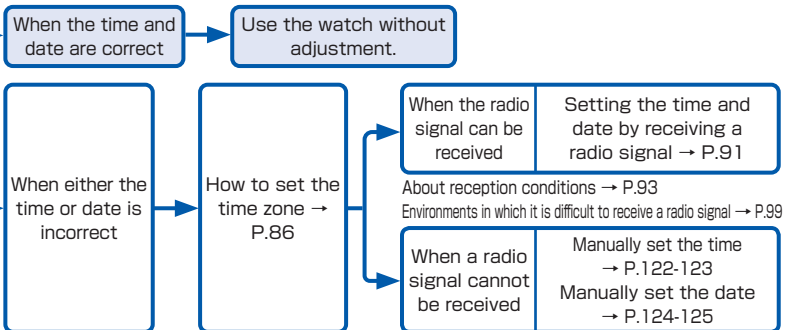 When the time and
date are correct
Use the watch without
adjustment.
When either the
time or date is
incorrect
How to set the
time zone →
P.86
When the radio
signal can be
received
Setting the time and
date by receiving a
radio signal → P.91
About reception conditions → P.93
Environments in which it is difficult to receive a radio signal → P.99
When a radio
signal cannot
be received
Manually set the time
→ P.122-123
Manually set the date
→ P.124-125